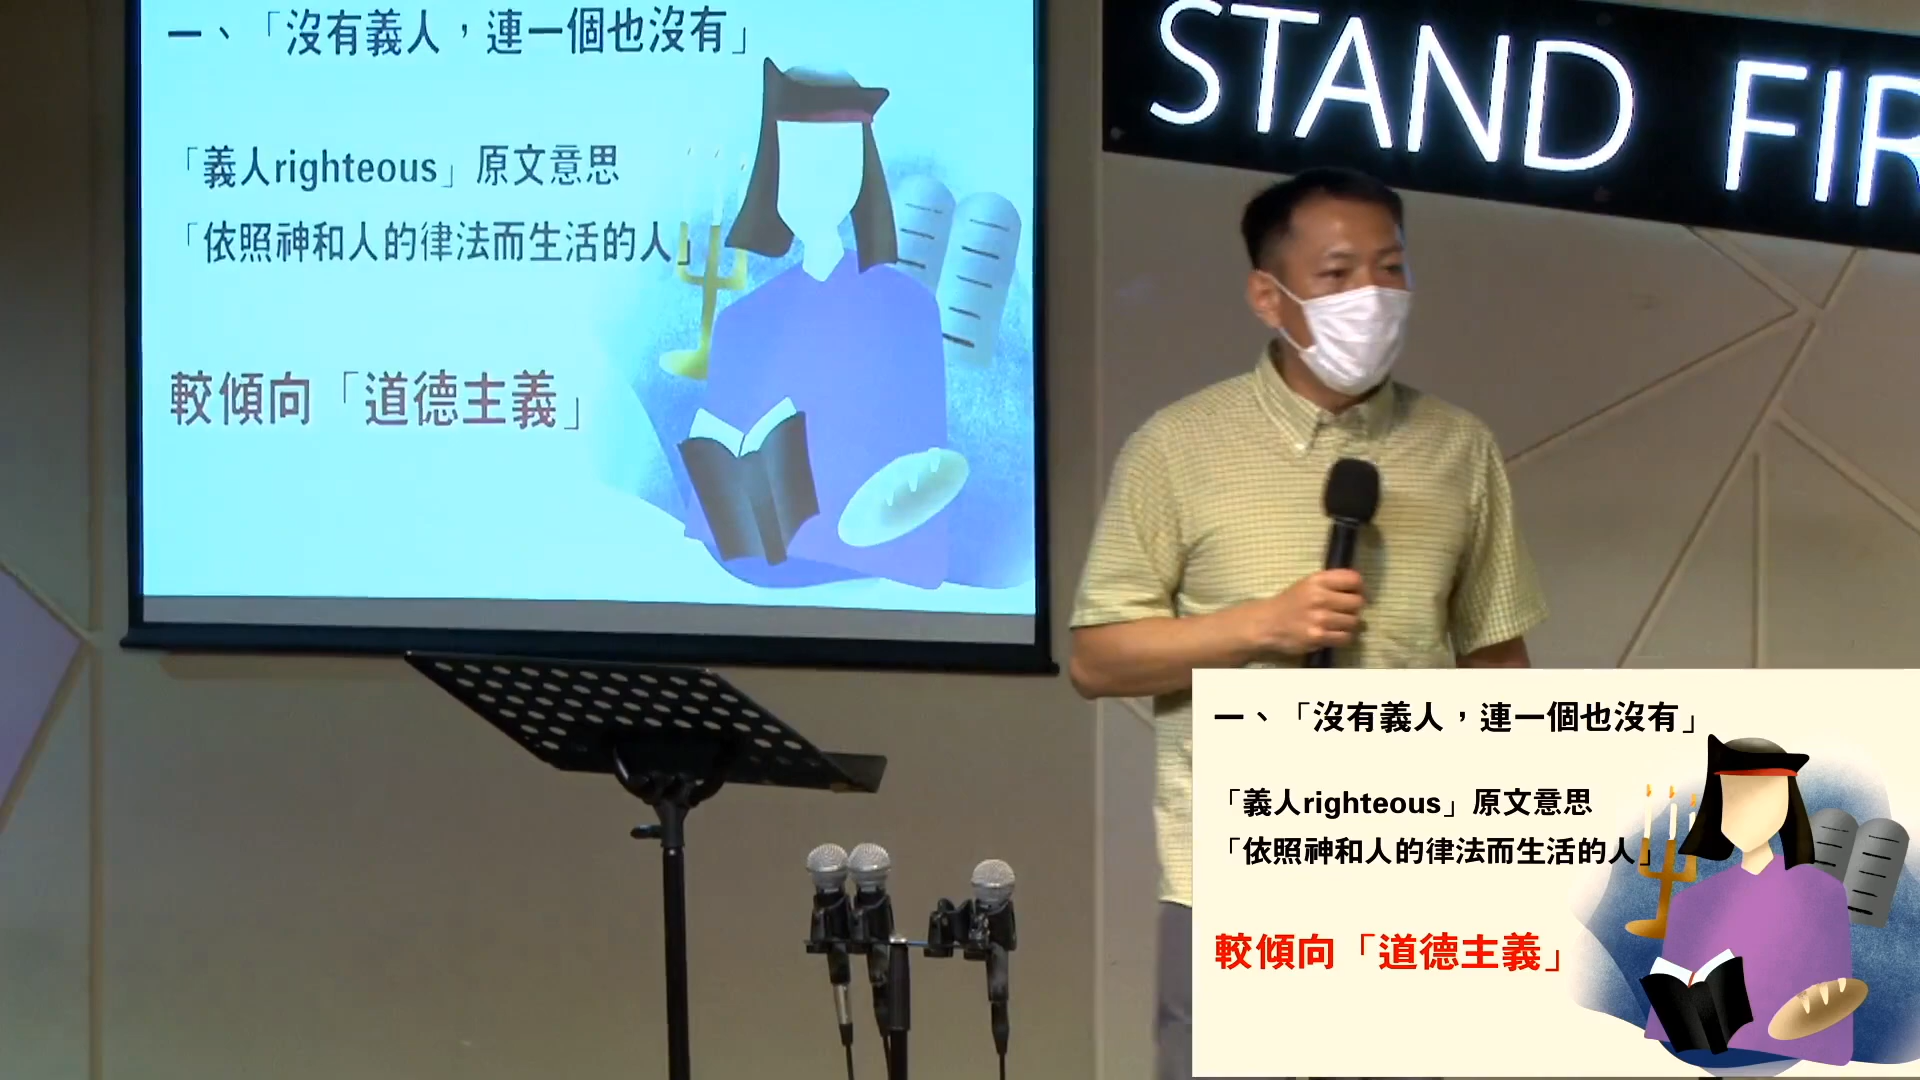 一、「沒有義人，連一個也沒有」
「義人righteous」原文意思
「依照神和人的律法而生活的人」
較傾向「道德主義」
STAND FIR
一、「沒有義人，連一個也沒有」
「義人righteous」原文意思
「依照神和人的律法而生活的人」
較傾向「道德主義」